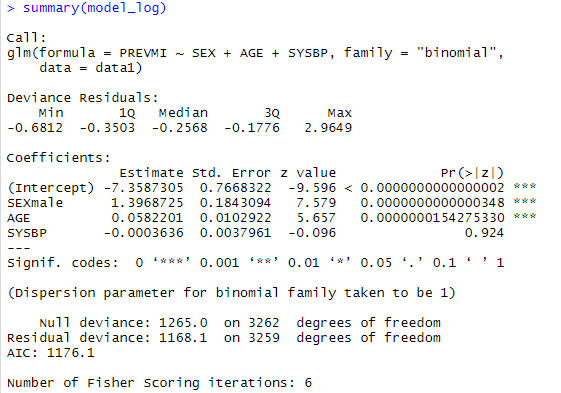 > summary(model_log)
Call:
glm(formula = PREVMI ~ SEX + AGE + SYSBP, family = "binomial",
    data = data1)
Deviance Residuals:
    Min       1Q   Median       3Q      Max
-0.6812  -0.3503  -0.2568  -0.1776   2.9649
Coefficients:
              Estimate Std. Error z value             Pr(>|z|)
(Intercept) -7.3587305  0.7668322  -9.596 < 0.0000000000000002 ***
SEXmale      1.3968725  0.1843094   7.579   0.0000000000000348 ***
AGE          0.0582201  0.0102922   5.657   0.0000000154275330 ***
SYSBP       -0.0003636  0.0037961  -0.096                0.924
---
Signif. codes:  0 ‘***’ 0.001 ‘**’ 0.01 ‘*’ 0.05 ‘.’ 0.1 ‘ ’ 1
(Dispersion parameter for binomial family taken to be 1)
    Null deviance: 1265.0  on 3262  degrees of freedom
Residual deviance: 1168.1  on 3259  degrees of freedom
AIC: 1176.1
Number of Fisher Scoring iterations: 6